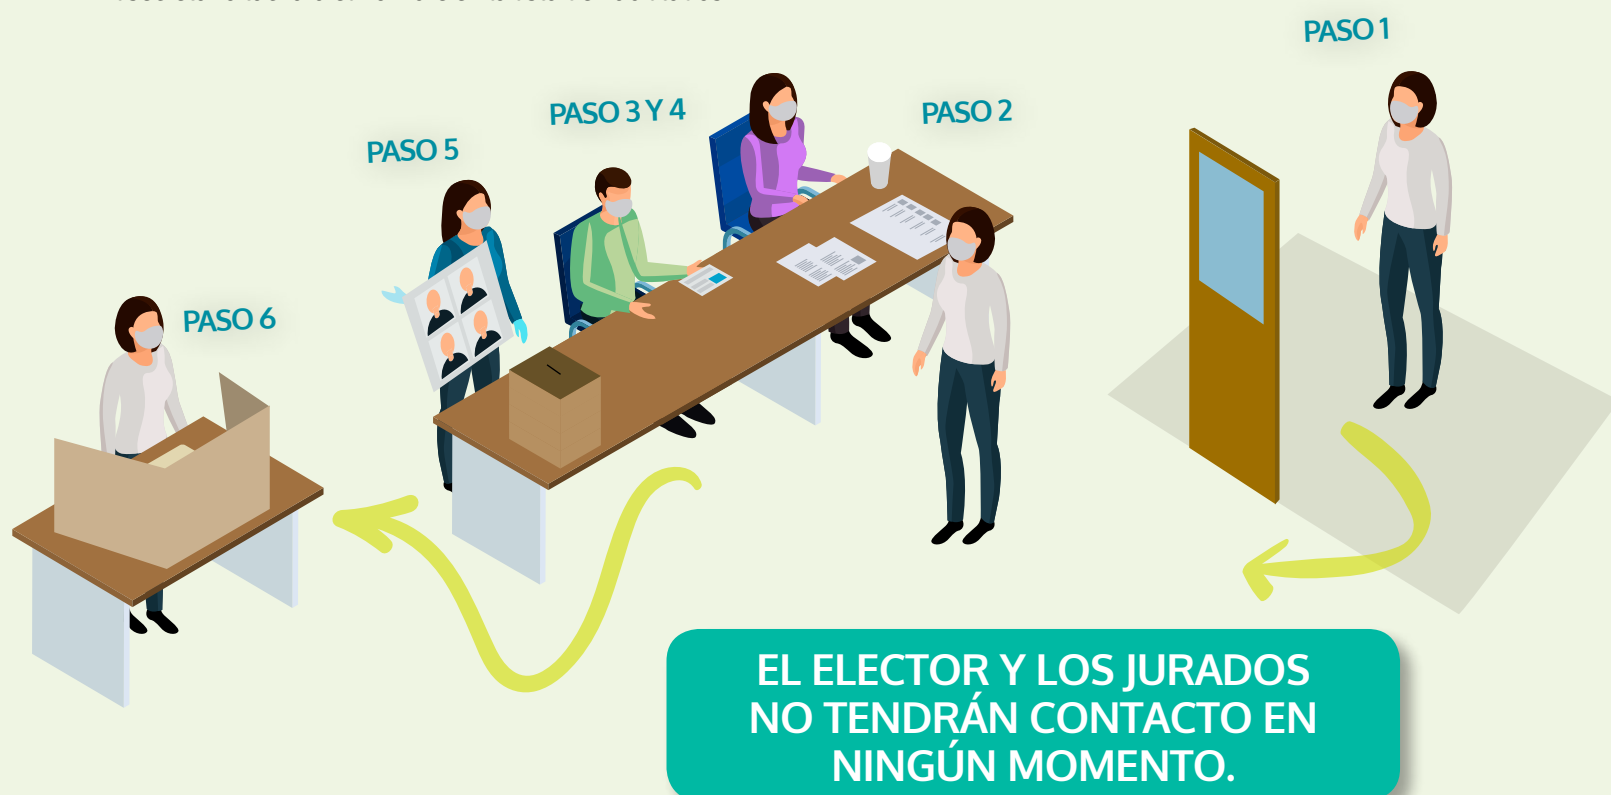 PASO 1
PASO 2
PASO 3 Y 4
PASO 5
PASO 6
EL ELECTOR Y LOS JURADOS
NO TENDRÁN CONTACTO EN
NINGÚN MOMENTO.